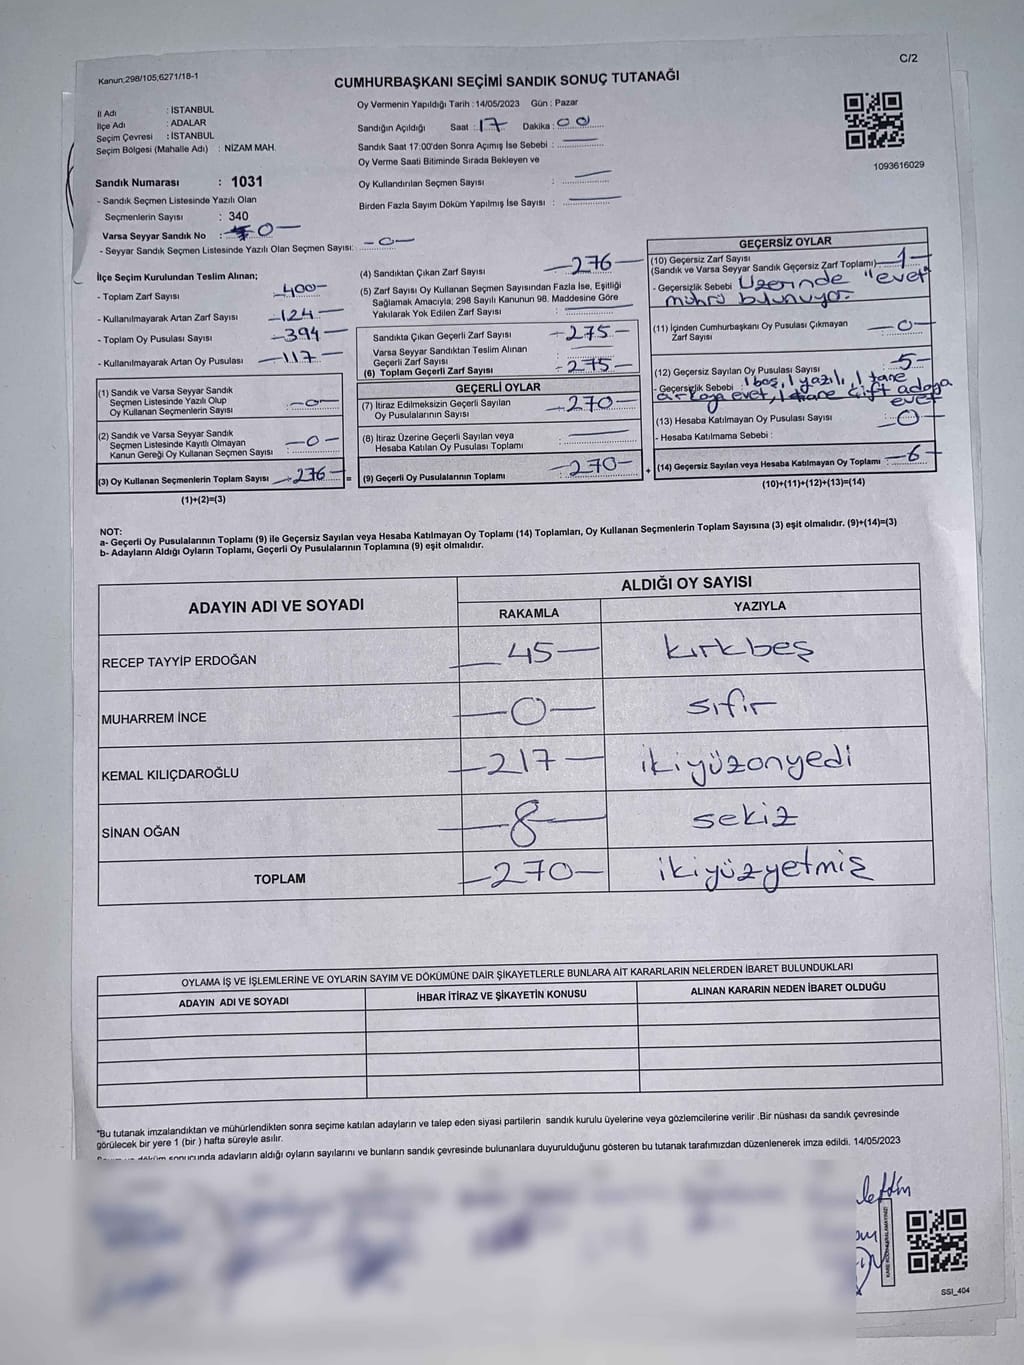 Kanun;298/105;6271/18-1
C/2
CUMHURBAŞKANI SEÇİMİ SANDIK SONUÇ TUTANAĞI
İl Adı : İSTANBUL
İlçe Adı : ADALAR
Seçim Çevresi : İSTANBUL
Seçim Bölgesi (Mahalle Adı) : NİZAM MAH.
Oy Vermenin Yapıldığı Tarih : 14/05/2023 Gün : Pazar
Sandığın Açıldığı Saat : 17 Dakika : 00
Sandık Saat 17:00'den Sonra Açımış İse Sebebi :
Oy Verme Saati Bitiminde Sırada Bekleyen ve
Oy Kullandırılan Seçmen Sayısı :
Birden Fazla Sayım Döküm Yapılmış İse Sayısı :
1093616029
Sandık Numarası : 1031
- Sandık Seçmen Listesinde Yazılı Olan
Seçmenlerin Sayısı : 340
Varsa Seyyar Sandık No : 0
- Seyyar Sandık Seçmen Listesinde Yazılı Olan Seçmen Sayısı: -0-
İlçe Seçim Kurulundan Teslim Alınan;
- Toplam Zarf Sayısı 400-
- Kullanılmayarak Artan Zarf Sayısı -124-
- Toplam Oy Pusulası Sayısı -394-
- Kullanılmayarak Artan Oy Pusulası -117-
(1) Sandık ve Varsa Seyyar Sandık
Seçmen Listesinde Yazılı Olup
Oy Kullanan Seçmenlerin Sayısı -0-
(2) Sandık ve Varsa Seyyar Sandık
Seçmen Listesinde Kayıtlı Olmayan
Kanun Gereği Oy Kullanan Seçmen Sayısı -0-
(3) Oy Kullanan Seçmenlerin Toplam Sayısı -276-
(1)+(2)=(3)
(4) Sandıktan Çıkan Zarf Sayısı -276-
(5) Zarf Sayısı Oy Kullanan Seçmen Sayısından Fazla İse, Eşitliği
Sağlamak Amacıyla; 298 Sayılı Kanunun 98. Maddesine Göre
Yakılarak Yok Edilen Zarf Sayısı :
Sandıkta Çıkan Geçerli Zarf Sayısı -275-
Varsa Seyyar Sandıktan Teslim Alınan
Geçerli Zarf Sayısı
(6) Toplam Geçerli Zarf Sayısı -275-
GEÇERLİ OYLAR
(7) İtiraz Edilmeksizin Geçerli Sayılan
Oy Pusulalarının Sayısı -270-
(8) İtiraz Üzerine Geçerli Sayılan veya
Hesaba Katılan Oy Pusulası Toplamı
= (9) Geçerli Oy Pusulalarının Toplamı -270- +
GEÇERSİZ OYLAR
(10) Geçersiz Zarf Sayısı
(Sandık ve Varsa Seyyar Sandık Geçersiz Zarf Toplamı) -1-
- Geçersizlik Sebebi Üzerinde "evet"
mührü bulunuyor.
(11) İçinden Cumhurbaşkanı Oy Pusulası Çıkmayan
Zarf Sayısı -0-
(12) Geçersiz Sayılan Oy Pusulası Sayısı -5-
- Geçersizlik Sebebi : 1 boş, 1 yazılı, 1 tane
arkaya evet, 1 tane çift adaya
evet
(13) Hesaba Katılmayan Oy Pusulası Sayısı -0-
- Hesaba Katılmama Sebebi :
(14) Geçersiz Sayılan veya Hesaba Katılmayan Oy Toplamı -6-
(10)+(11)+(12)+(13)=(14)
NOT:
a- Geçerli Oy Pusulalarının Toplamı (9) ile Geçersiz Sayılan veya Hesaba Katılmayan Oy Toplamı (14) Toplamları, Oy Kullanan Seçmenlerin Toplam Sayısına (3) eşit olmalıdır. (9)+(14)=(3)
b- Adayların Aldığı Oyların Toplamı, Geçerli Oy Pusulalarının Toplamına (9) eşit olmalıdır.
ADAYIN ADI VE SOYADI
ALDIĞI OY SAYISI
RAKAMLA YAZIYLA
RECEP TAYYİP ERDOĞAN -45- kırkbeş
MUHARREM İNCE -0- sıfır
KEMAL KILIÇDAROĞLU -217- ikiyüzonyedi
SİNAN OĞAN -8- sekiz
TOPLAM -270- ikiyüzyetmiş
OYLAMA İŞ VE İŞLEMLERİNE VE OYLARIN SAYIM VE DÖKÜMÜNE DAİR ŞİKAYETLERLE BUNLARA AİT KARARLARIN NELERDEN İBARET BULUNDUKLARI
ADAYIN ADI VE SOYADI İHBAR İTİRAZ VE ŞİKAYETİN KONUSU ALINAN KARARIN NEDEN İBARET OLDUĞU
"Bu tutanak imzalandıktan ve mühürlendikten sonra seçime katılan adayların ve talep eden siyasi partilerin sandık kurulu üyelerine veya gözlemcilerine verilir .Bir nüshası da sandık çevresinde
görülecek bir yere 1 (bir ) hafta süreyle asılır.
sonucunda adayların aldığı oyların sayılarını ve bunların sandık çevresinde bulunanlara duyurulduğunu gösteren bu tutanak tarafımızdan düzenlenerek imza edildi. 14/05/2023
SSI_404